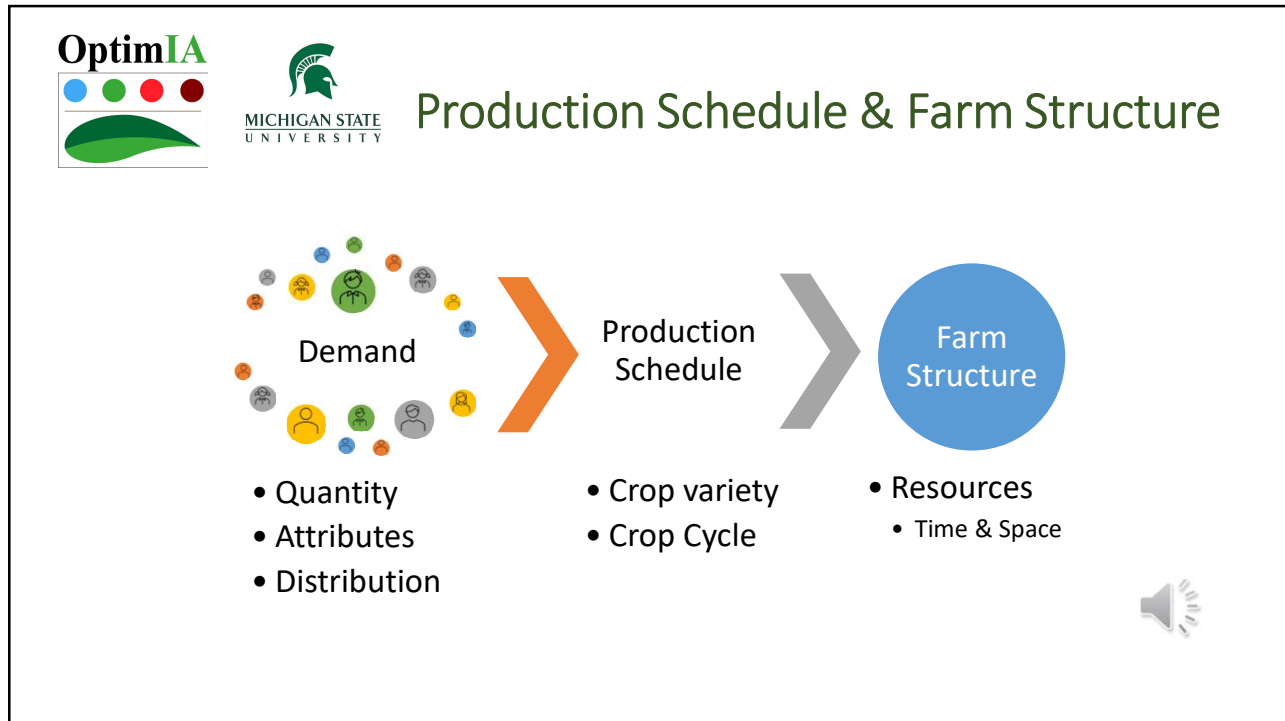 OptimIA
MICHIGAN STATE
UNIVERSITY
Production Schedule & Farm Structure
Demand
• Quantity
• Attributes
• Distribution
Production
Schedule
• Crop variety
• Crop Cycle
Farm
Structure
• Resources
• Time & Space